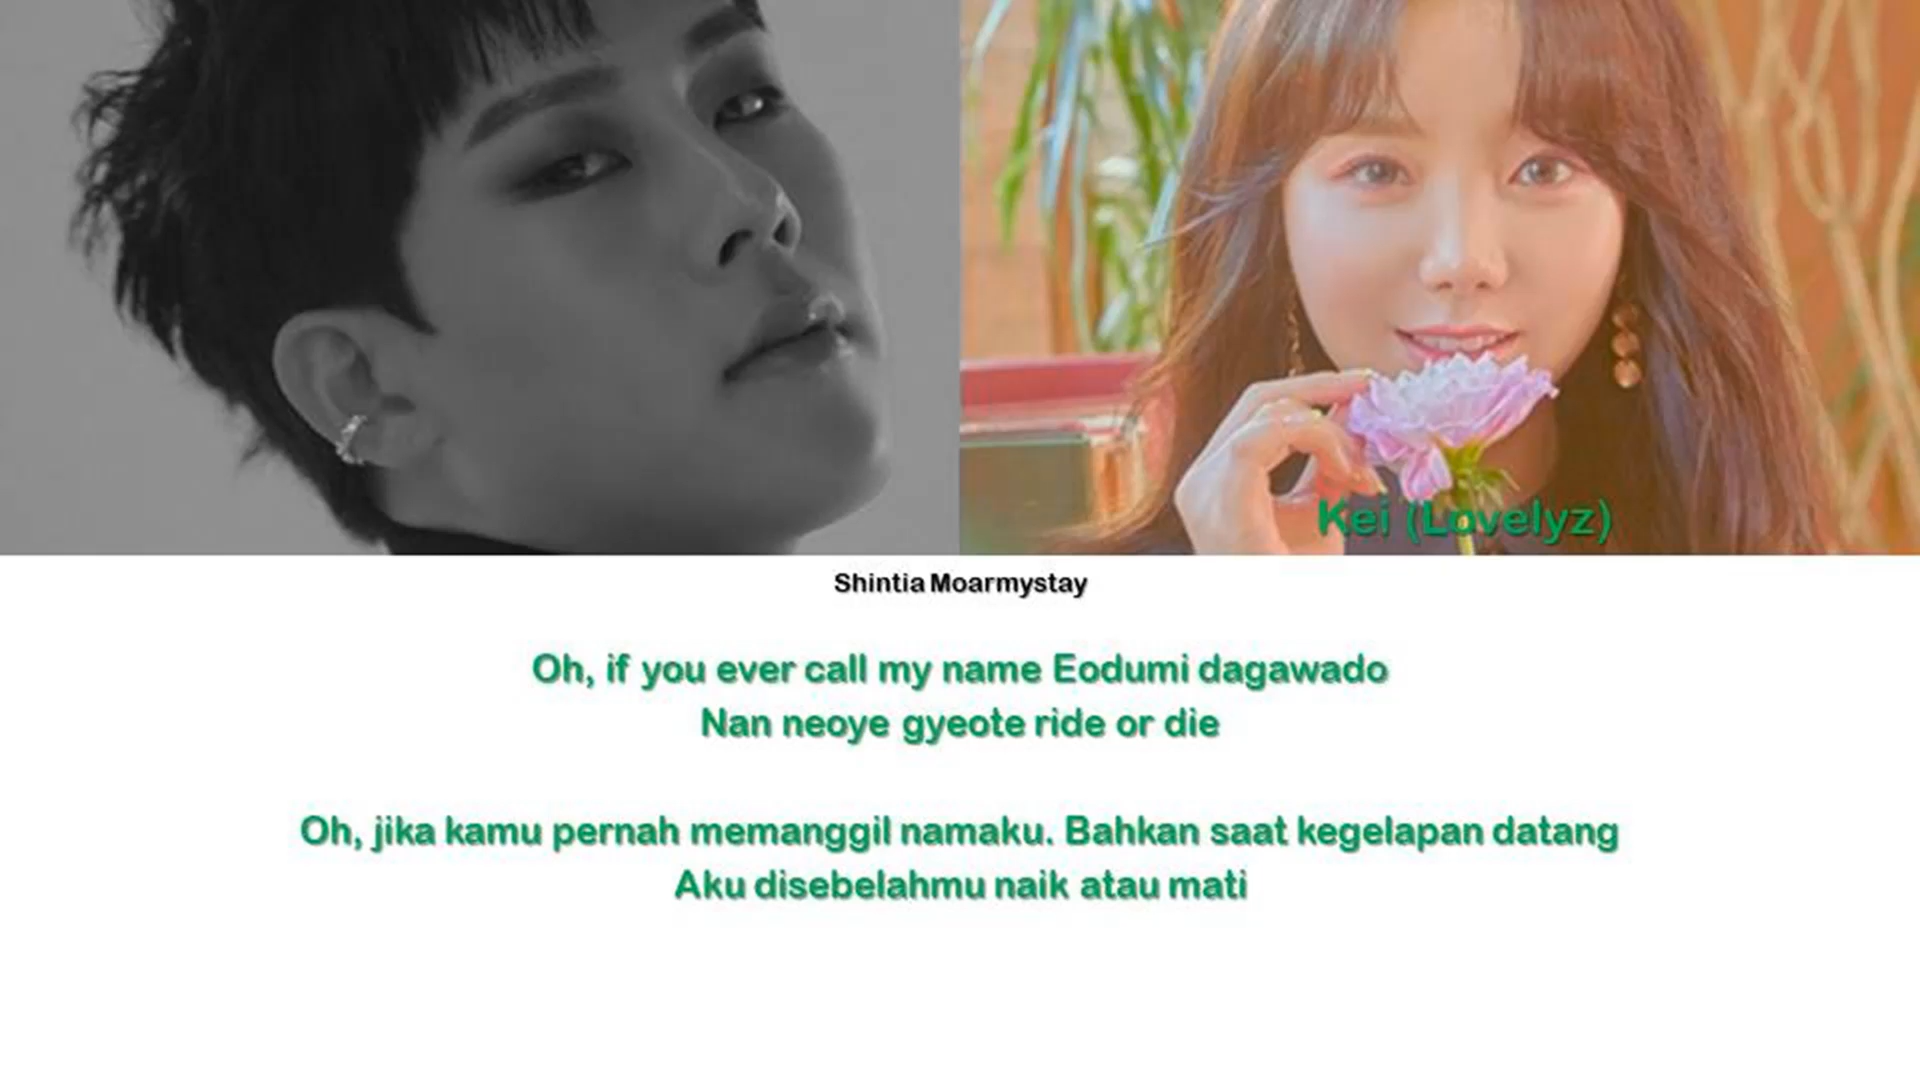 Kei (Lovelyz)
Shintia Moarmystay
Oh, if you ever call my name Eodumi dagawado
Nan neoye gyeote ride or die
Oh, jika kamu pernah memanggil namaku. Bahkan saat kegelapan datang
Aku disebelahmu naik atau mati